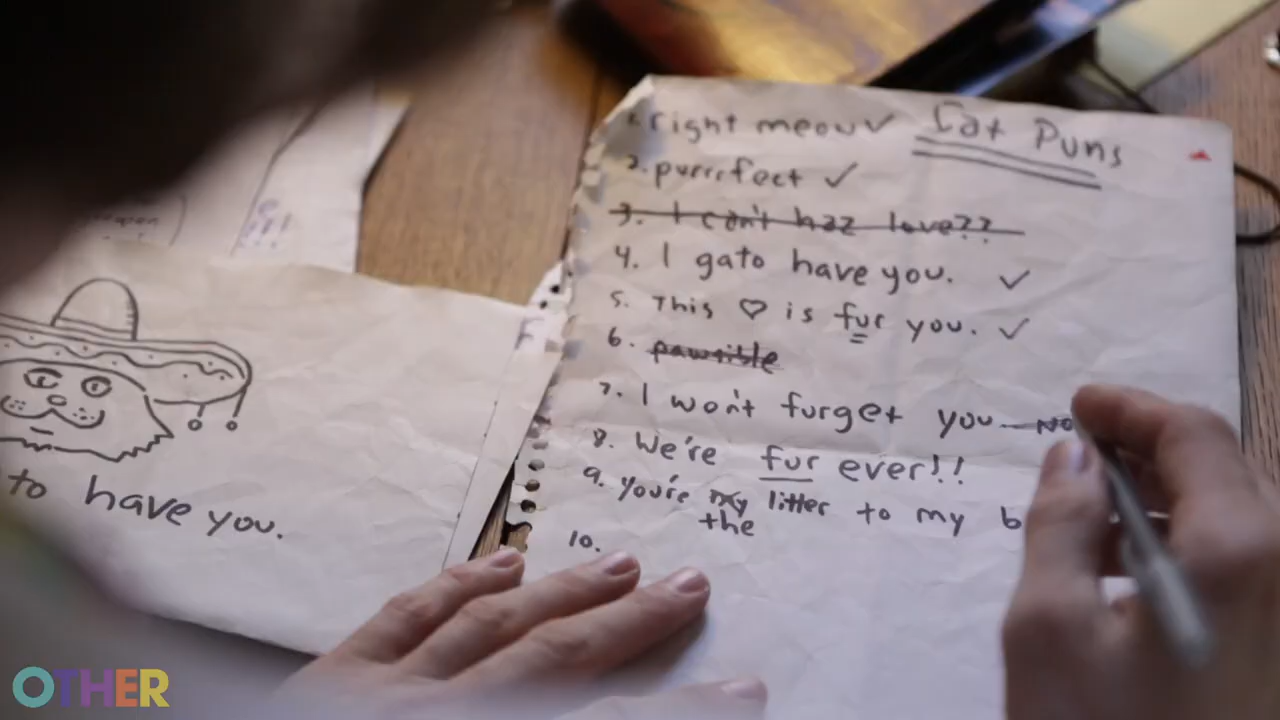 Cat Puns
1. right meow ✓
2. purrrfect ✓
3. I can't haz love??
4. I gato have you. ✓
5. This ♡ is fur you. ✓
6. pawsible
7. I won't furget you
8. We're fur ever!!
9. you're my litter to my b
the
10.
to have you.
OTHER